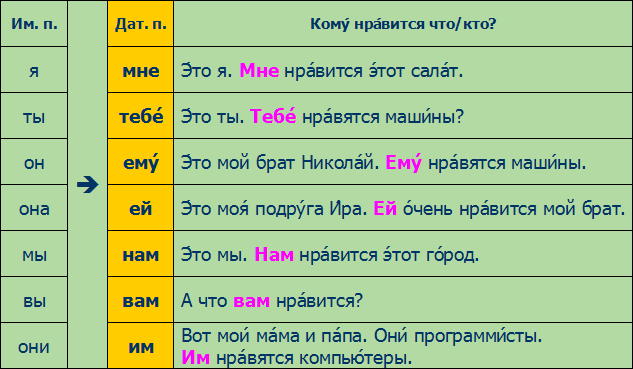 Им. п. ➔ Дат. п. Кому́ нра́вится что/кто?
я мне Э́то я. Мне нра́вится э́тот сала́т.
ты тебе́ Э́то ты. Тебе́ нра́вятся маши́ны?
он ему́ Э́то мой брат Никола́й. Ему́ нра́вятся маши́ны.
она ей Э́то моя́ подру́га И́ра. Ей о́чень нра́вится мой брат.
мы нам Э́то мы. Нам нра́вится э́тот го́род.
вы вам А что вам нра́вится?
они им Вот мои́ ма́ма и па́па. Они́ программи́сты.
Им нра́вятся компью́теры.